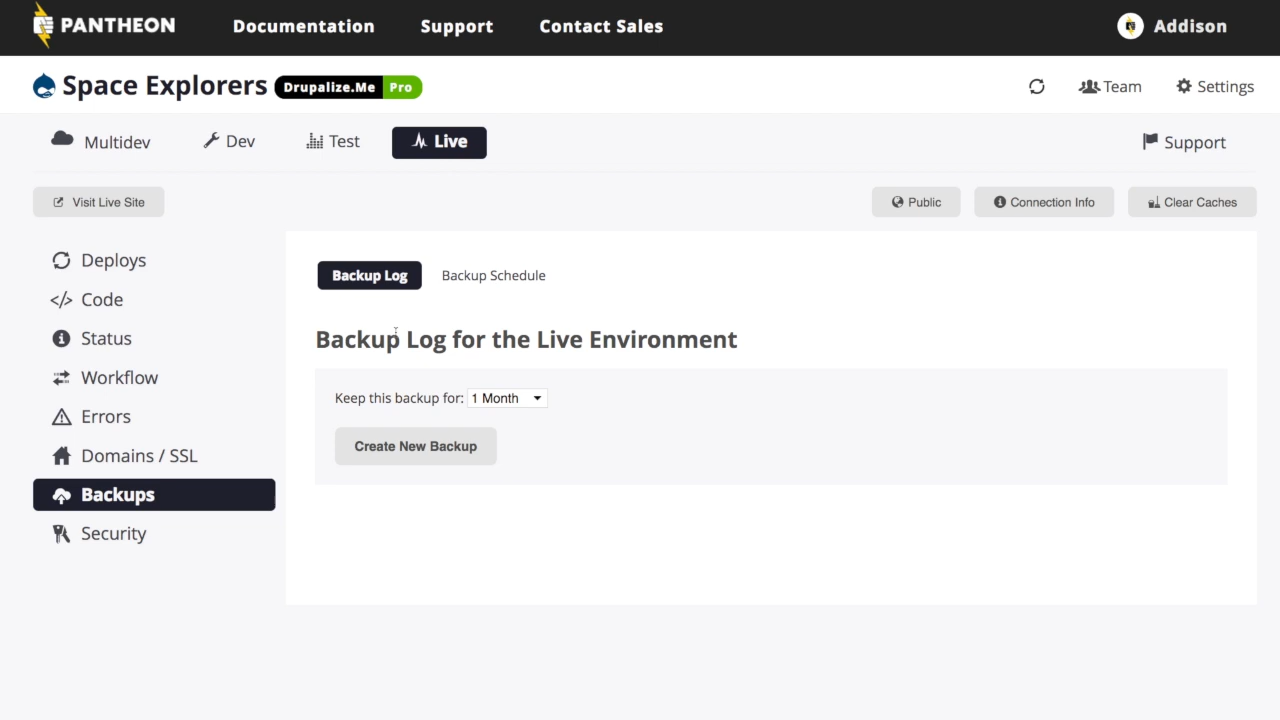 PANTHEON Documentation Support Contact Sales Addison
Space Explorers Drupalize.Me Pro Team Settings
Multidev Dev Test Live Support
Visit Live Site Public Connection Info Clear Caches
Deploys
Code
Status
Workflow
Errors
Domains / SSL
Backups
Security
Backup Log Backup Schedule
Backup Log for the Live Environment
Keep this backup for: 1 Month
Create New Backup